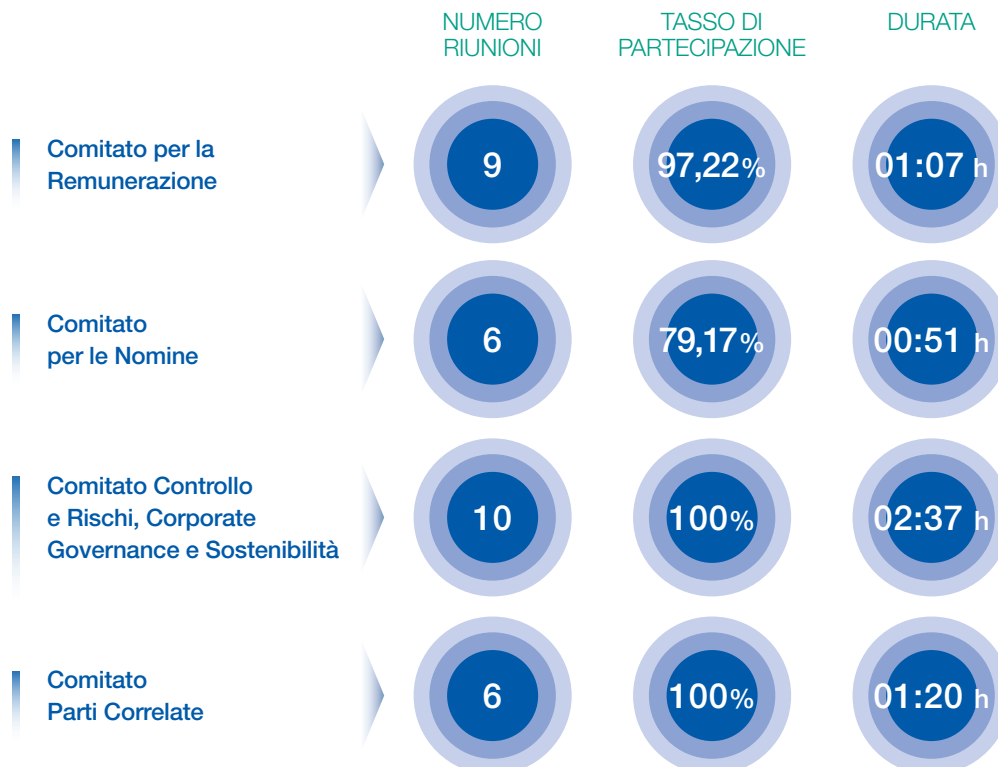 NUMERO
RIUNIONI
TASSO DI
PARTECIPAZIONE
DURATA
Comitato per la
Remunerazione
9
97,22%
01:07 h
Comitato
per le Nomine
6
79,17%
00:51 h
Comitato Controllo
e Rischi, Corporate
Governance e Sostenibilità
10
100%
02:37 h
Comitato
Parti Correlate
6
100%
01:20 h